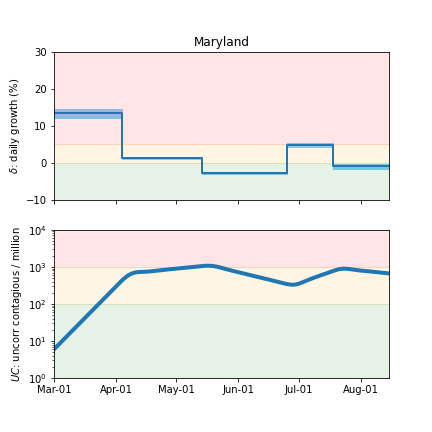 Maryland
δ: daily growth (%)
30
20
10
0
−10
UC: uncorr contagious / million
10⁴
10³
10²
10¹
10⁰
Mar-01 Apr-01 May-01 Jun-01 Jul-01 Aug-01